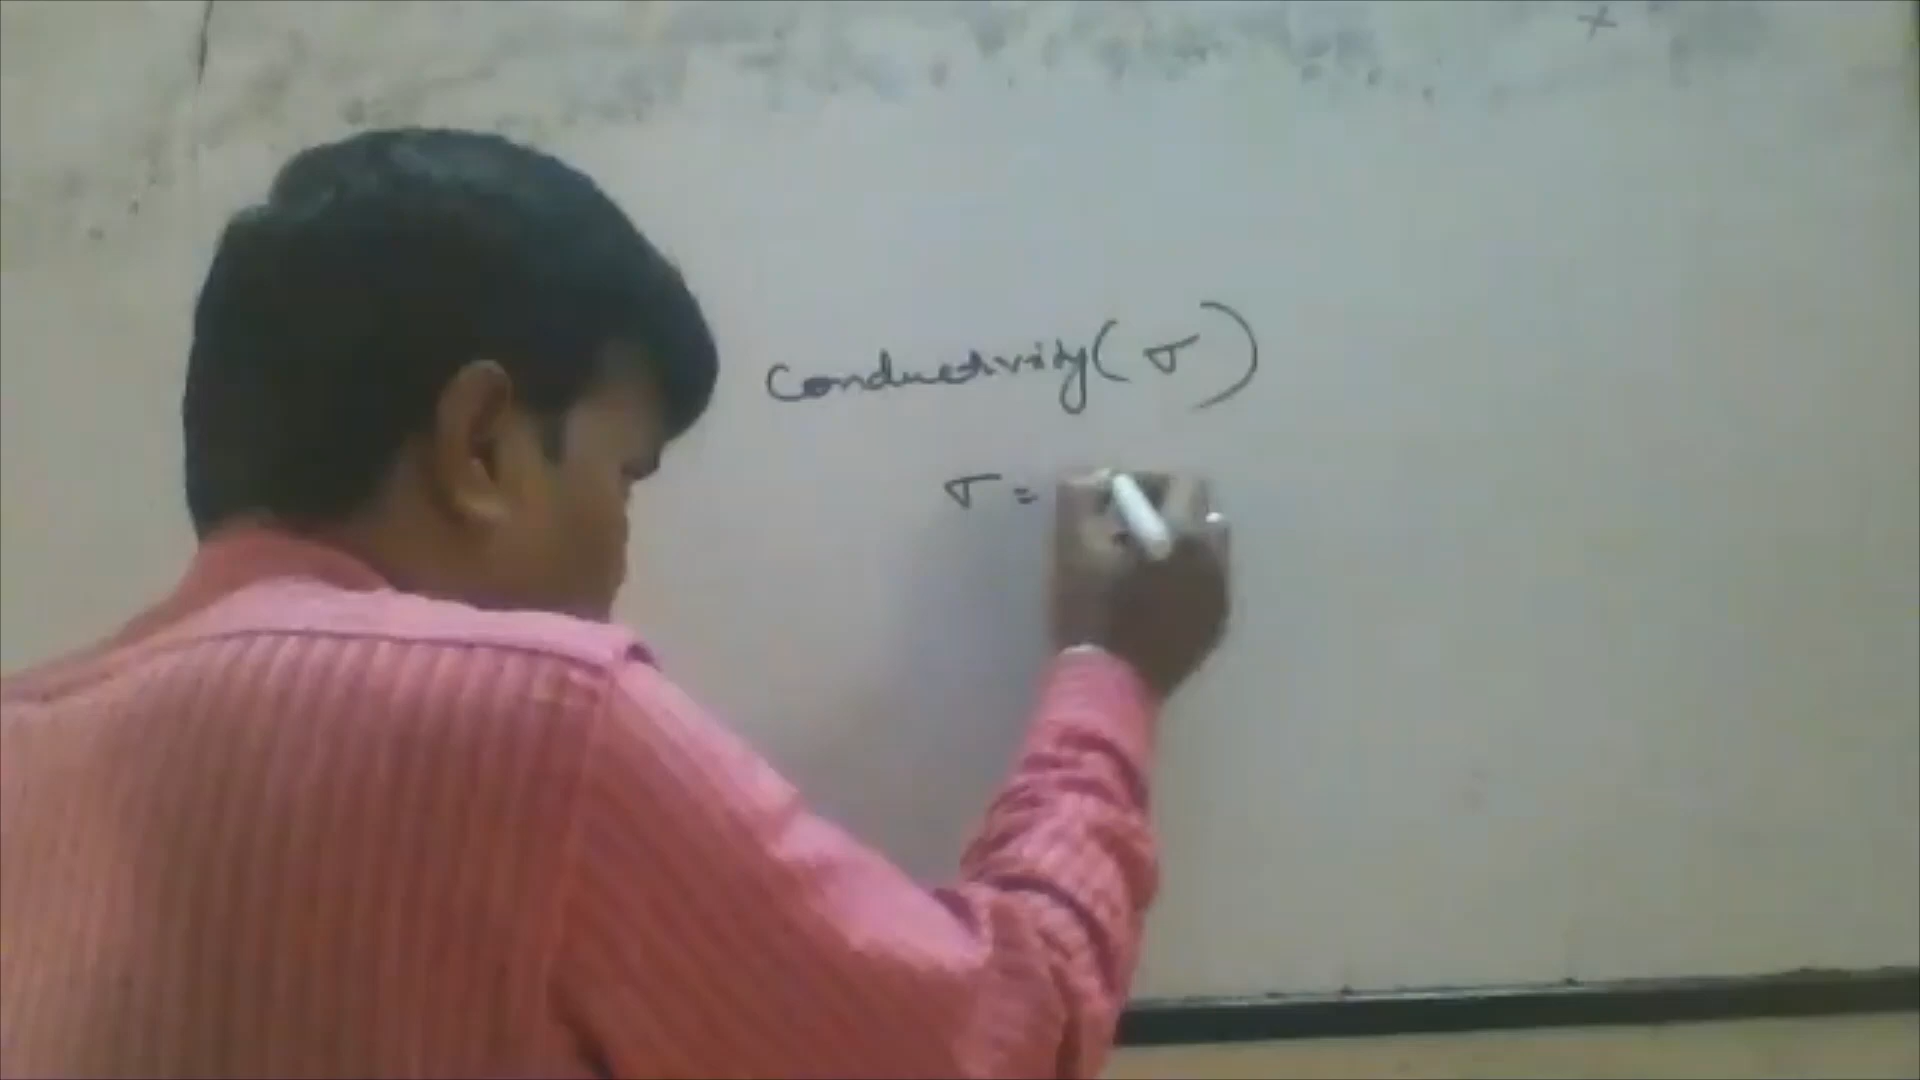 Conductivity (σ)
σ =